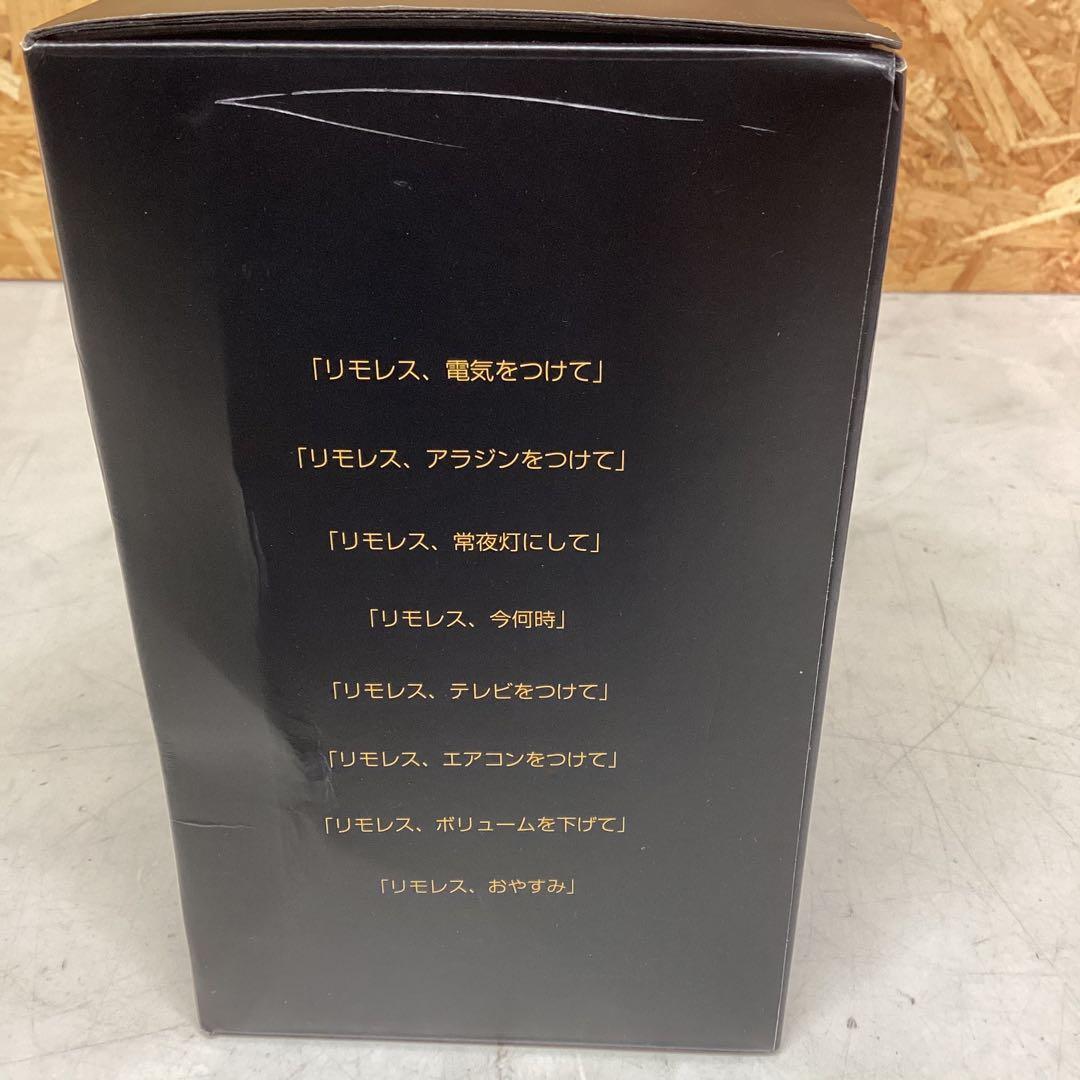 「リモレス、電気をつけて」
「リモレス、アラジンをつけて」
「リモレス、常夜灯にして」
「リモレス、今何時」
「リモレス、テレビをつけて」
「リモレス、エアコンをつけて」
「リモレス、ボリュームを下げて」
「リモレス、おやすみ」